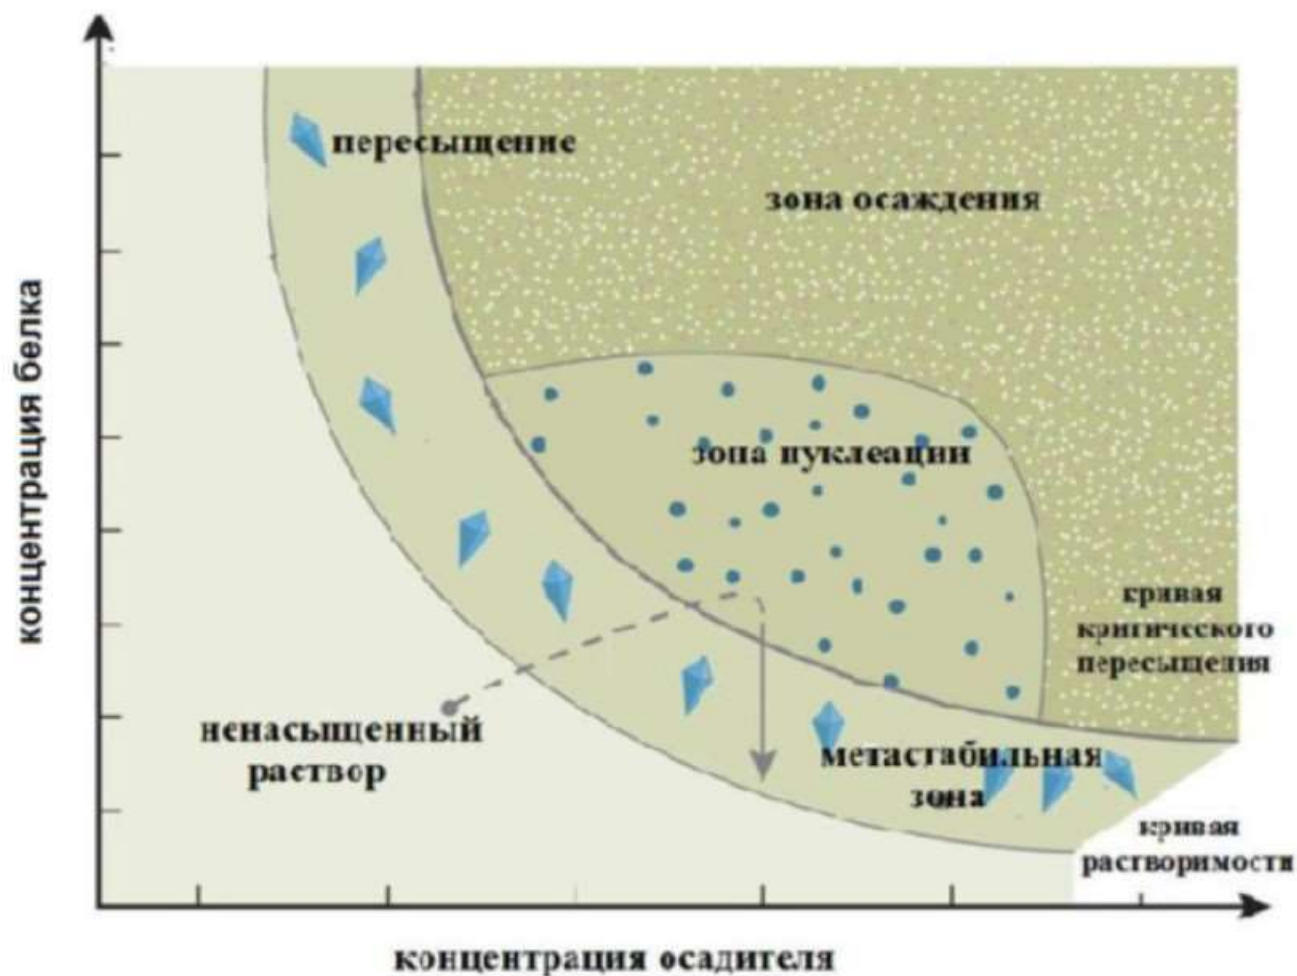 пересыщение
зона осаждения
концентрация белка
зона нуклеации
кривая
критического
пересыщения
ненасыщенный
раствор
метастабильная
зона
кривая
растворимости
концентрация осадителя